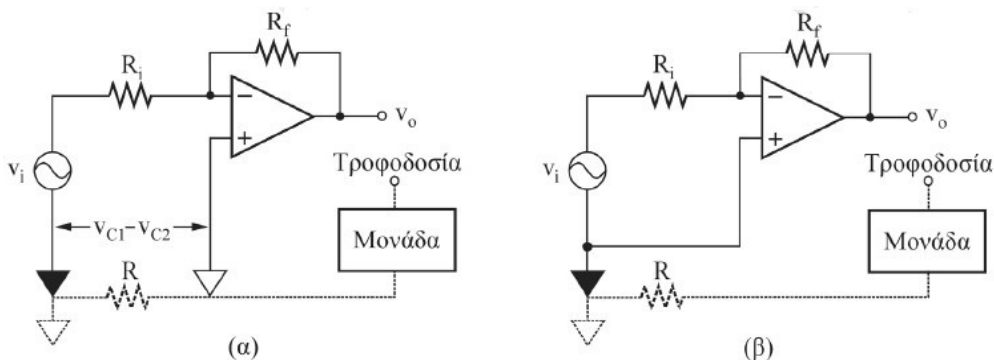 R_f
R_i
−
+
v_o
v_i
Τροφοδοσία
v_C1–v_C2
Μονάδα
R
(α)
R_f
R_i
−
+
v_o
v_i
Τροφοδοσία
Μονάδα
R
(β)